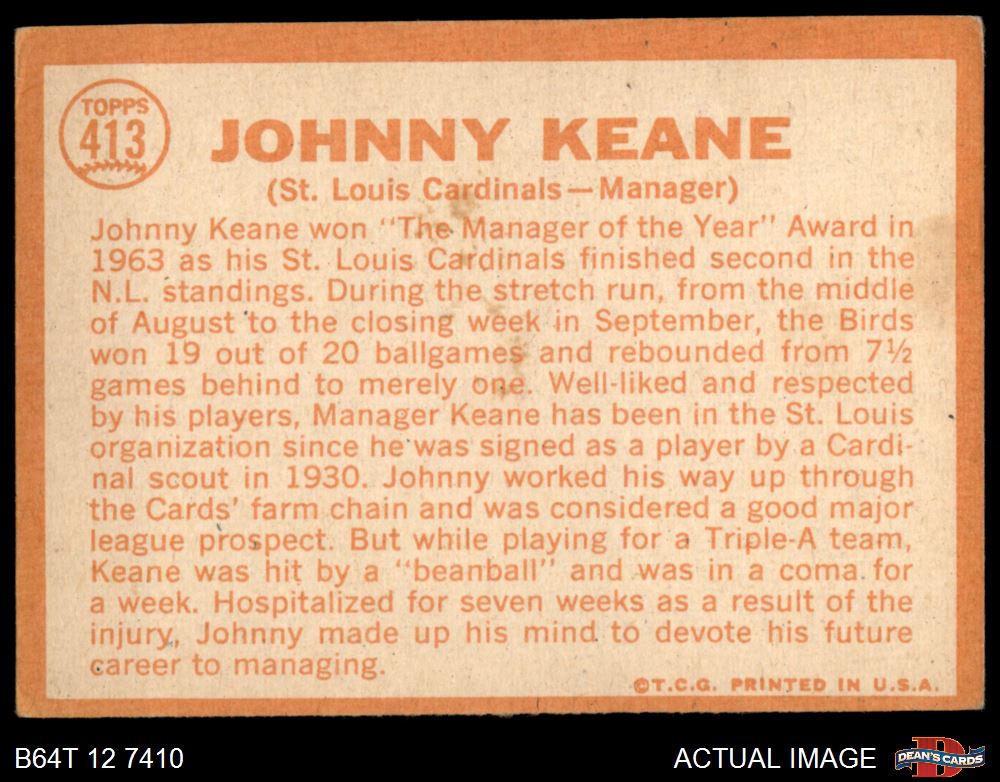 TOPPS
413
JOHNNY KEANE
(St. Louis Cardinals—Manager)
Johnny Keane won "The Manager of the Year" Award in
1963 as his St. Louis Cardinals finished second in the
N.L. standings. During the stretch run, from the middle
of August to the closing week in September, the Birds
won 19 out of 20 ballgames and rebounded from 7½
games behind to merely one. Well-liked and respected
by his players, Manager Keane has been in the St. Louis
organization since he was signed as a player by a Cardi-
nal scout in 1930. Johnny worked his way up through
the Cards' farm chain and was considered a good major
league prospect. But while playing for a Triple-A team,
Keane was hit by a "beanball" and was in a coma for
a week. Hospitalized for seven weeks as a result of the
injury, Johnny made up his mind to devote his future
career to managing.
©T.C.G. PRINTED IN U.S.A.
B64T 12 7410
ACTUAL IMAGE
D
DEAN'S CARDS